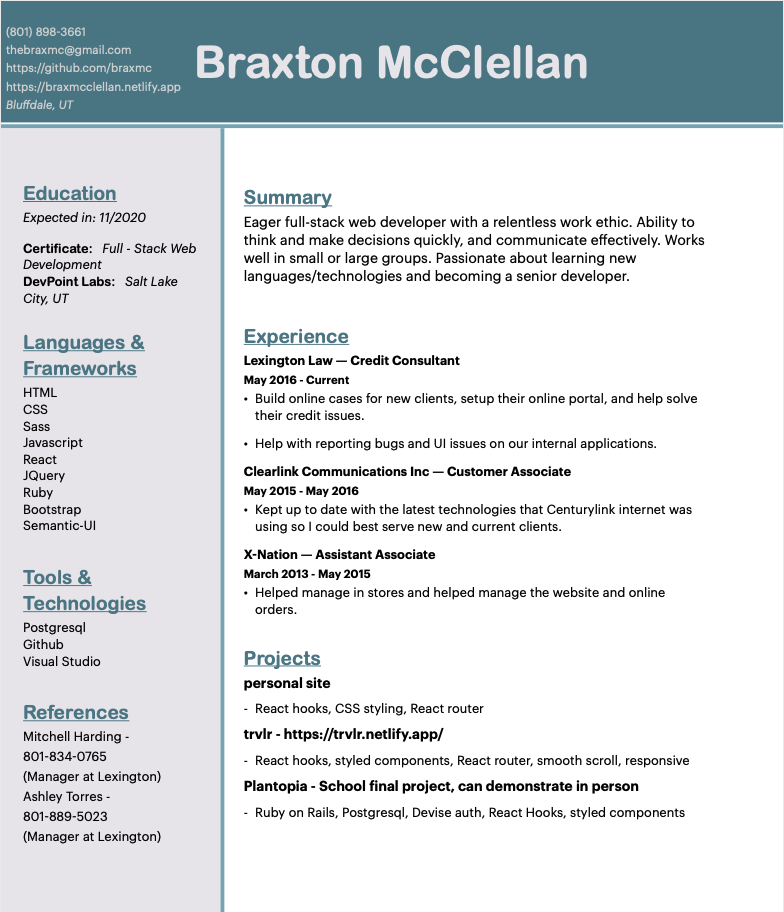 (801) 898-3661
thebraxmc@gmail.com
https://github.com/braxmc
https://braxmcclellan.netlify.app
Bluffdale, UT
Braxton McClellan
Education
Expected in: 11/2020
Certificate: Full - Stack Web
Development
DevPoint Labs: Salt Lake
City, UT
Languages &
Frameworks
HTML
CSS
Sass
Javascript
React
JQuery
Ruby
Bootstrap
Semantic-UI
Tools &
Technologies
Postgresql
Github
Visual Studio
References
Mitchell Harding -
801-834-0765
(Manager at Lexington)
Ashley Torres -
801-889-5023
(Manager at Lexington)
Summary
Eager full-stack web developer with a relentless work ethic. Ability to
think and make decisions quickly, and communicate effectively. Works
well in small or large groups. Passionate about learning new
languages/technologies and becoming a senior developer.
Experience
Lexington Law — Credit Consultant
May 2016 - Current
• Build online cases for new clients, setup their online portal, and help solve
their credit issues.
• Help with reporting bugs and UI issues on our internal applications.
Clearlink Communications Inc — Customer Associate
May 2015 - May 2016
• Kept up to date with the latest technologies that Centurylink internet was
using so I could best serve new and current clients.
X-Nation — Assistant Associate
March 2013 - May 2015
• Helped manage in stores and helped manage the website and online
orders.
Projects
personal site
- React hooks, CSS styling, React router
trvlr - https://trvlr.netlify.app/
- React hooks, styled components, React router, smooth scroll, responsive
Plantopia - School final project, can demonstrate in person
- Ruby on Rails, Postgresql, Devise auth, React Hooks, styled components